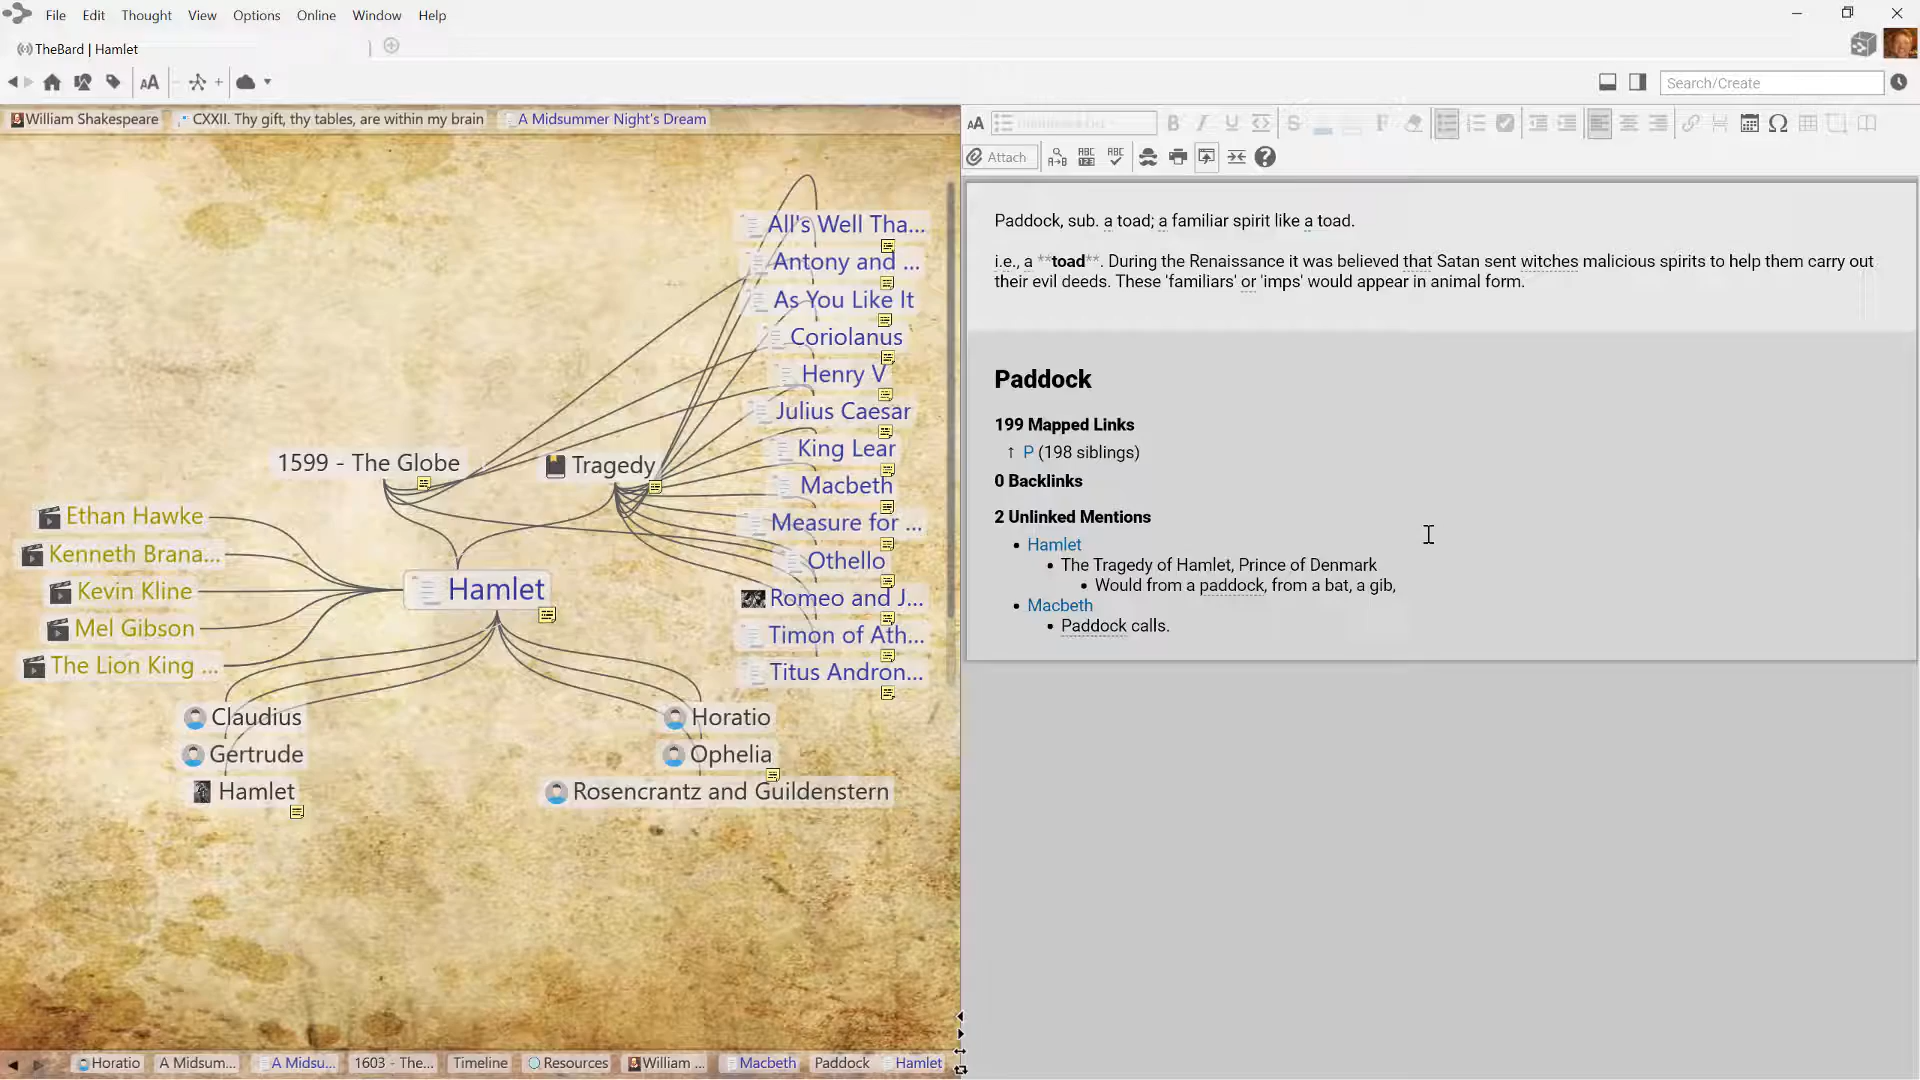 File Edit Thought View Options Online Window Help
TheBard | Hamlet
Search/Create
William Shakespeare
CXXII. Thy gift, thy tables, are within my brain
A Midsummer Night's Dream
Attach
All's Well Tha...
Antony and ...
As You Like It
Coriolanus
Henry V
Julius Caesar
King Lear
Macbeth
Measure for ...
Othello
Romeo and J...
Timon of Ath...
Titus Andron...
1599 - The Globe
Tragedy
Ethan Hawke
Kenneth Brana...
Kevin Kline
Mel Gibson
The Lion King ...
Hamlet
Claudius
Gertrude
Hamlet
Horatio
Ophelia
Rosencrantz and Guildenstern
Paddock, sub. a toad; a familiar spirit like a toad.
i.e., a **toad**. During the Renaissance it was believed that Satan sent witches malicious spirits to help them carry out
their evil deeds. These 'familiars' or 'imps' would appear in animal form.
Paddock
199 Mapped Links
↑ P (198 siblings)
0 Backlinks
2 Unlinked Mentions
• Hamlet
• The Tragedy of Hamlet, Prince of Denmark
• Would from a paddock, from a bat, a gib,
• Macbeth
• Paddock calls.
Horatio
A Midsum...
A Midsu...
1603 - The...
Timeline
Resources
William ...
Macbeth
Paddock
Hamlet